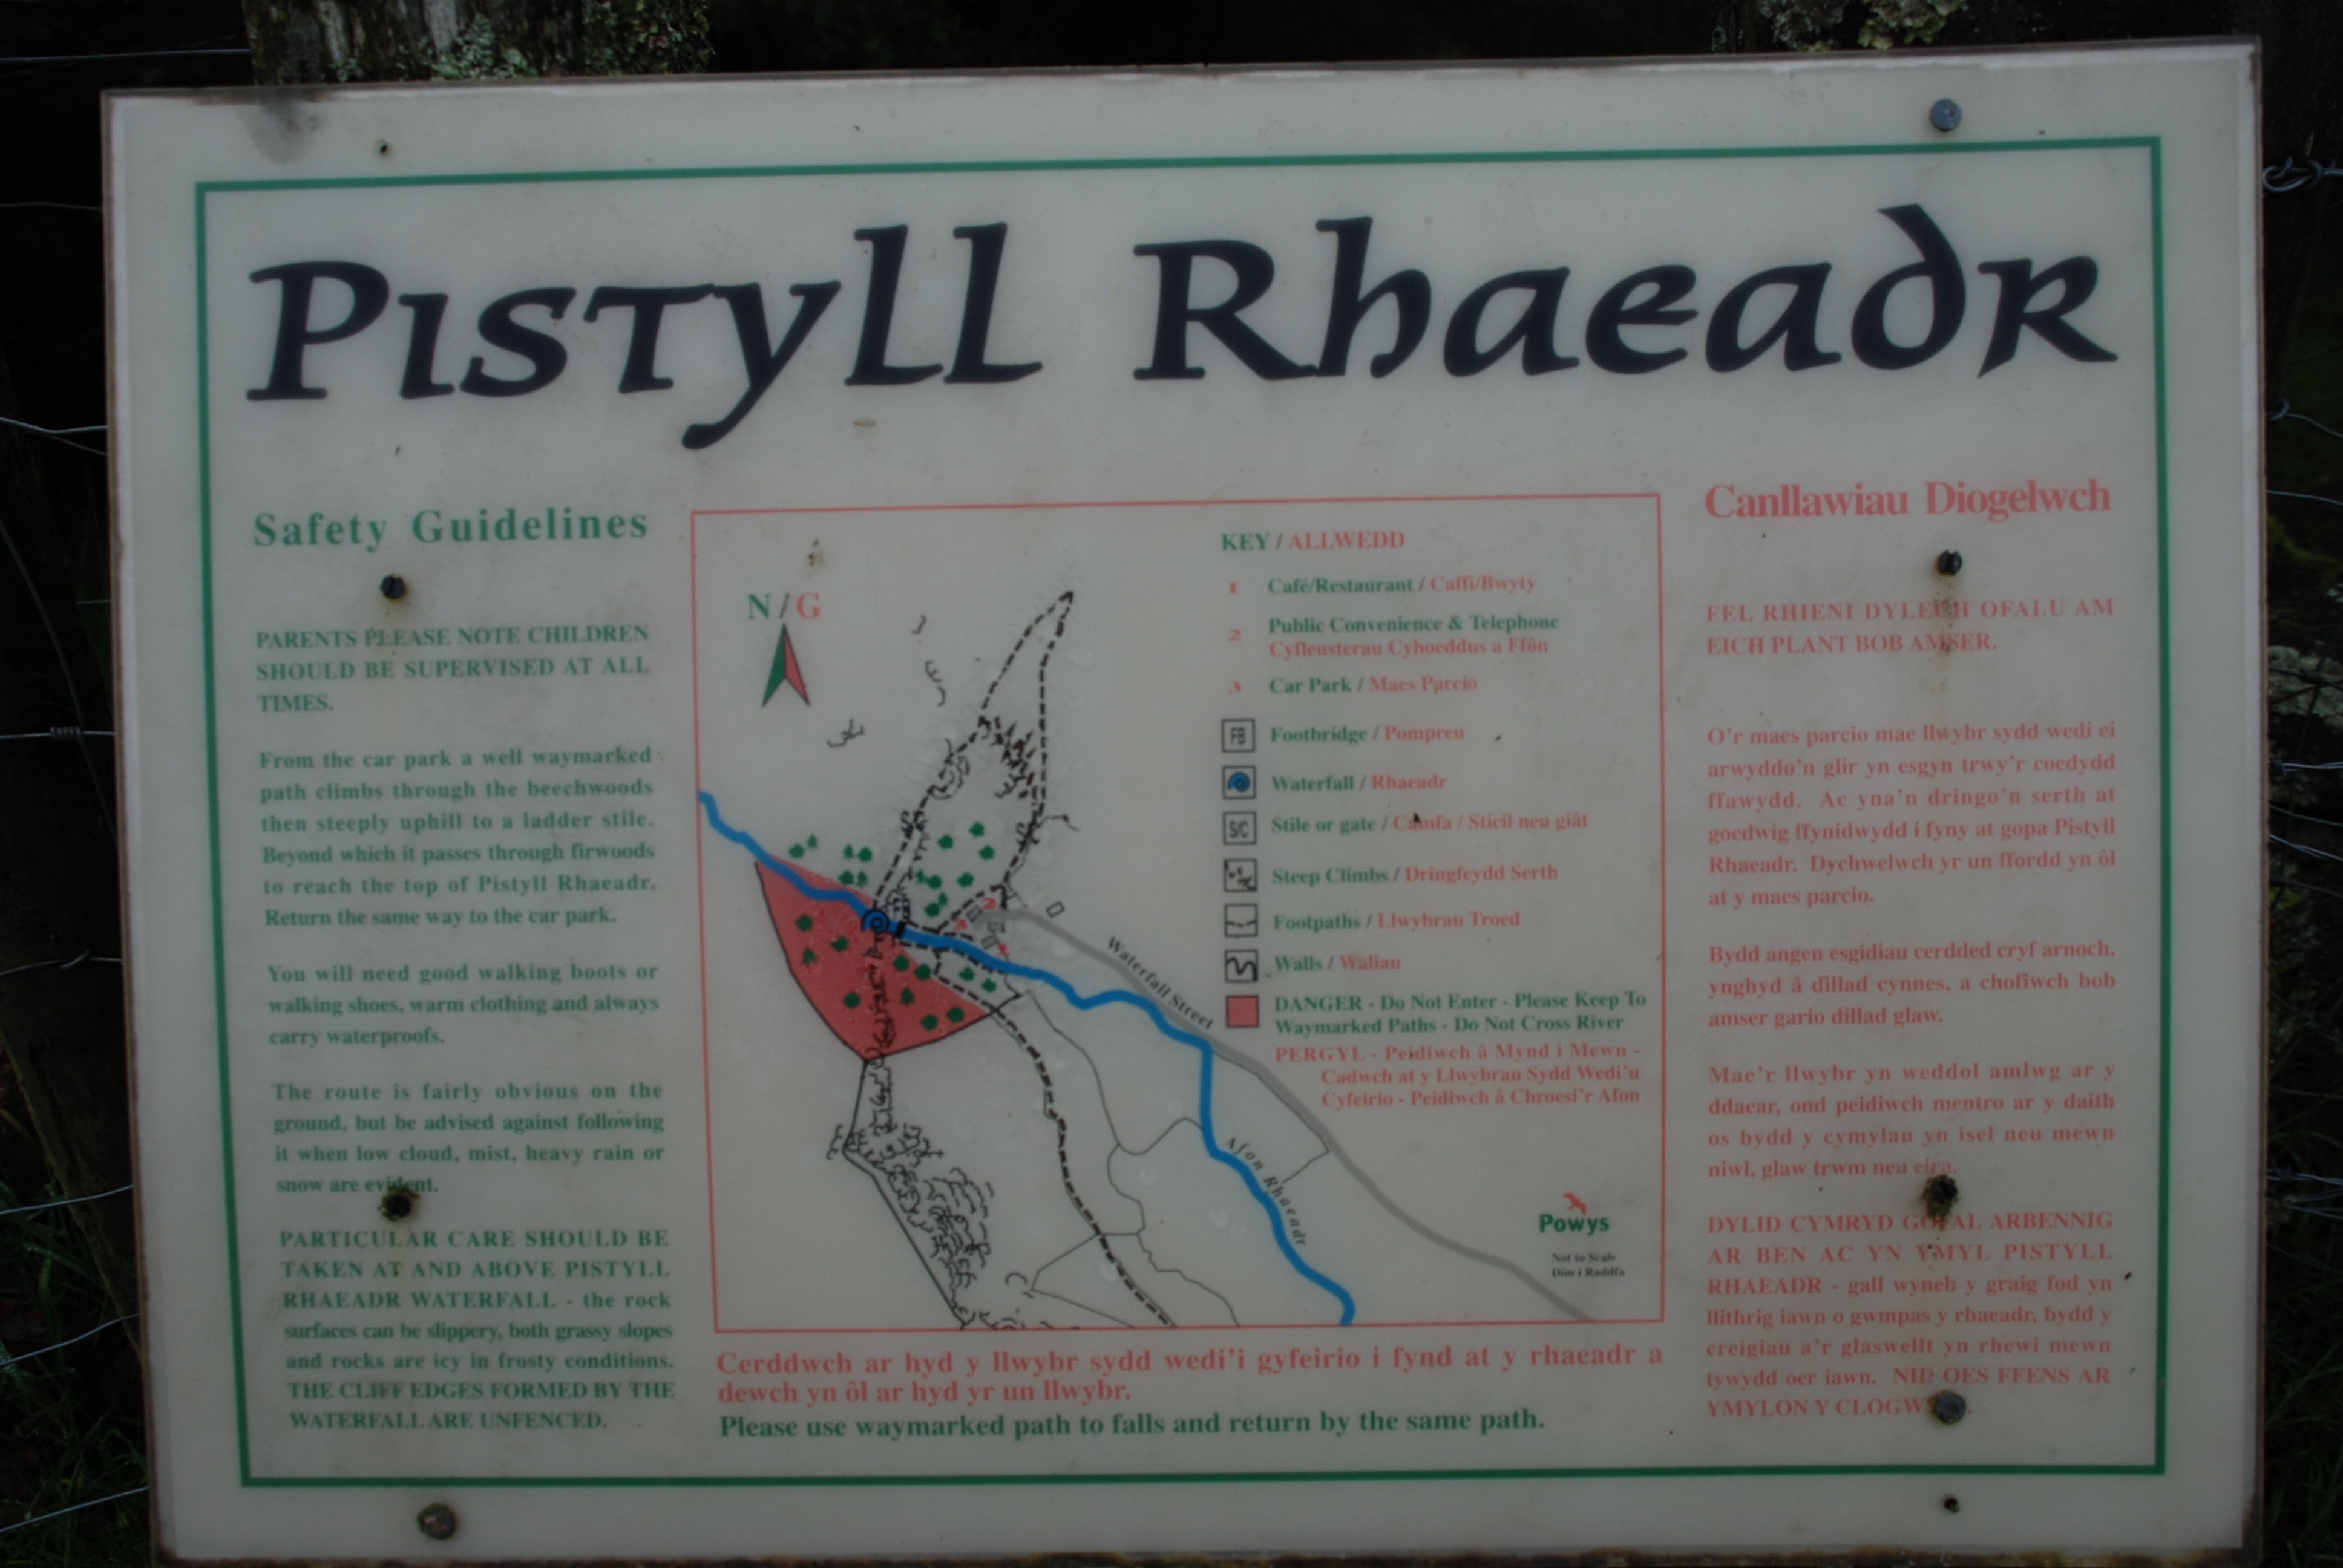 Pistyll Rhaeadr
Safety Guidelines
PARENTS PLEASE NOTE CHILDREN
SHOULD BE SUPERVISED AT ALL
TIMES.
From the car park a well waymarked
path climbs through the beechwoods
then steeply uphill to a ladder stile.
Beyond which it passes through firwoods
to reach the top of Pistyll Rhaeadr.
Return the same way to the car park.
You will need good walking boots or
walking shoes, warm clothing and always
carry waterproofs.
The route is fairly obvious on the
ground, but be advised against following
it when low cloud, mist, heavy rain or
snow are evident.
PARTICULAR CARE SHOULD BE
TAKEN AT AND ABOVE PISTYLL
RHAEADR WATERFALL - the rock
surfaces can be slippery, both grassy slopes
and rocks are icy in frosty conditions.
THE CLIFF EDGES FORMED BY THE
WATERFALL ARE UNFENCED.
N / G
Waterfall Street
Afon Rhaeadr
KEY / ALLWEDD
1 Café/Restaurant / Caffi/Bwyty
2 Public Convenience & Telephone
Cyfleusterau Cyhoeddus a Ffôn
3 Car Park / Maes Parcio
FB Footbridge / Pompren
Waterfall / Rhaeadr
S/C Stile or gate / Camfa / Sticil neu giât
Steep Climbs / Dringfeydd Serth
Footpaths / Llwybrau Troed
Walls / Waliau
DANGER - Do Not Enter - Please Keep To
Waymarked Paths - Do Not Cross River
PERGYL - Peidiwch â Mynd i Mewn -
Cadwch at y Llwybrau Sydd Wedi'u
Cyfeirio - Peidiwch â Chroesi'r Afon
Powys
Not to Scale
Dim i Raddfa
Cerddwch ar hyd y llwybr sydd wedi'i gyfeirio i fynd at y rhaeadr a
dewch yn ôl ar hyd yr un llwybr.
Please use waymarked path to falls and return by the same path.
Canllawiau Diogelwch
FEL RHIENI DYLECH OFALU AM
EICH PLANT BOB AMSER.
O'r maes parcio mae llwybr sydd wedi ei
arwyddo'n glir yn esgyn trwy'r coedydd
ffawydd. Ac yna'n dringo'n serth at
goedwig ffynidwydd i fyny at gopa Pistyll
Rhaeadr. Dychwelwch yr un ffordd yn ôl
at y maes parcio.
Bydd angen esgidiau cerdded cryf arnoch,
ynghyd â dillad cynnes, a chofiwch bob
amser gario dillad glaw.
Mae'r llwybr yn weddol amlwg ar y
ddaear, ond peidiwch mentro ar y daith
os bydd y cymylau yn isel neu mewn
niwl, glaw trwm neu eira.
DYLID CYMRYD GOFAL ARBENNIG
AR BEN AC YN YMYL PISTYLL
RHAEADR - gall wyneb y graig fod yn
llithrig iawn o gwmpas y rhaeadr, bydd y
creigiau a'r glaswellt yn rhewi mewn
tywydd oer iawn. NID OES FFENS AR
YMYLON Y